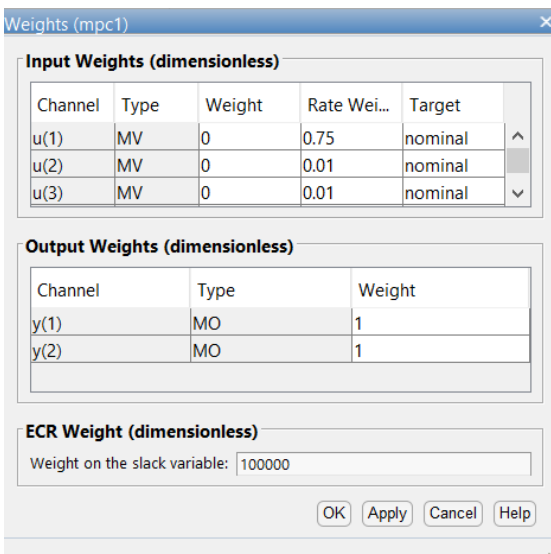 Weights (mpc1)
Input Weights (dimensionless)
Channel Type Weight Rate Wei... Target
u(1) MV 0 0.75 nominal
u(2) MV 0 0.01 nominal
u(3) MV 0 0.01 nominal
Output Weights (dimensionless)
Channel Type Weight
y(1) MO 1
y(2) MO 1
ECR Weight (dimensionless)
Weight on the slack variable: 100000
OK Apply Cancel Help